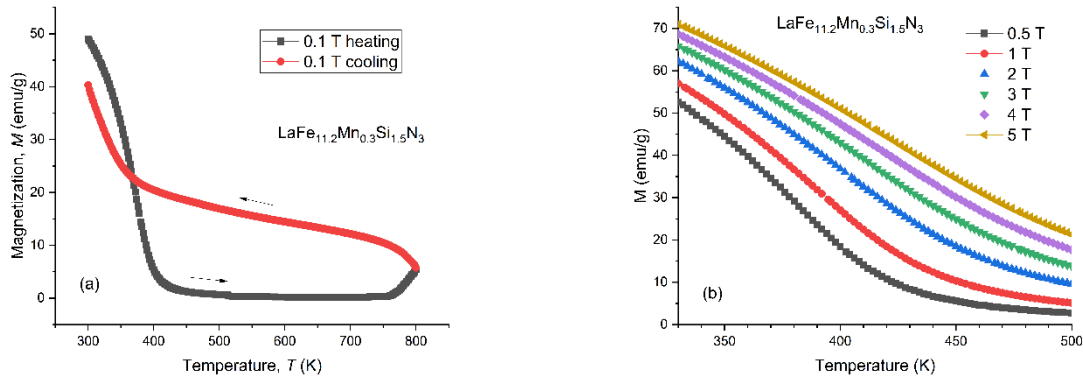 50
40
30
20
10
0
Magnetization, M (emu/g)
0.1 T heating
0.1 T cooling
LaFe11.2Mn0.3Si1.5N3
(a)
300 400 500 600 700 800
Temperature, T (K)
LaFe11.2Mn0.3Si1.5N3
70
60
50
40
30
20
10
0
M (emu/g)
0.5 T
1 T
2 T
3 T
4 T
5 T
(b)
350 400 450 500
Temperature (K)